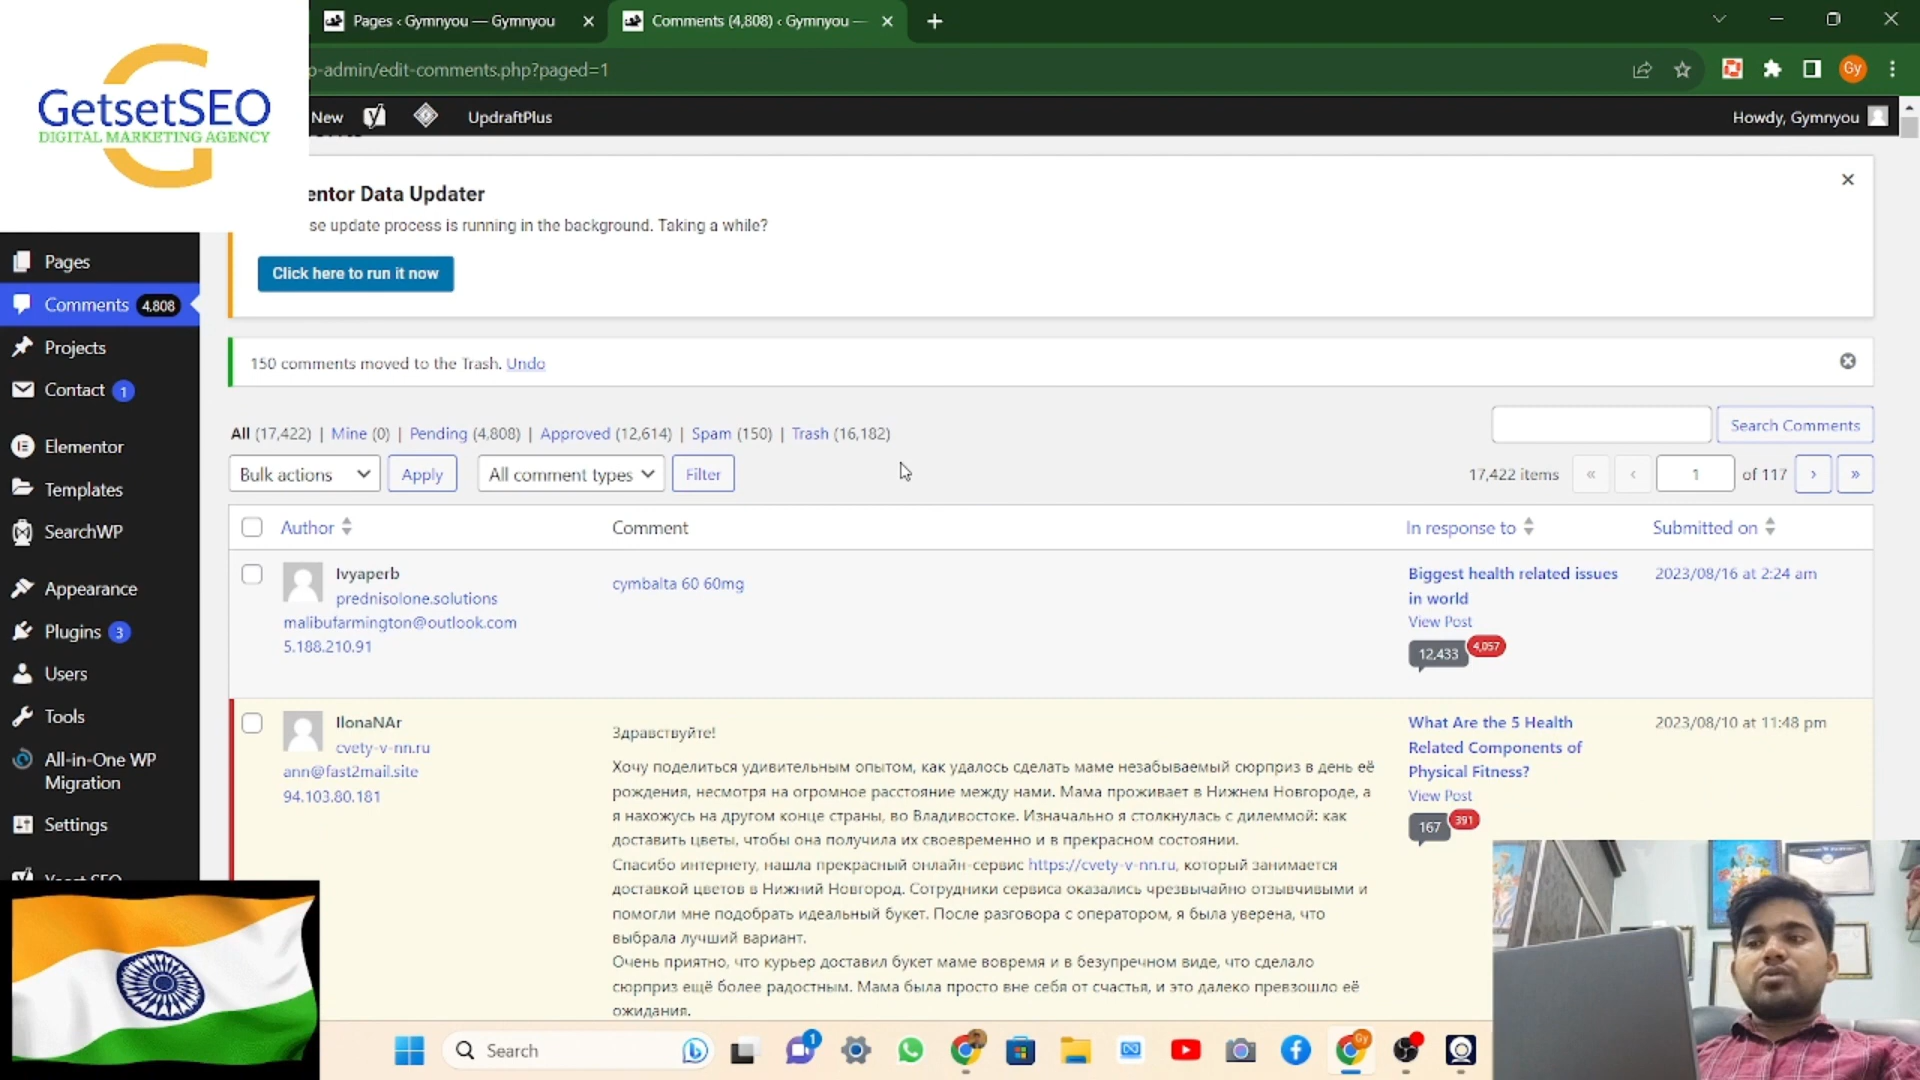 Pages ‹ Gymnyou — Gymnyou
Comments (4,808) ‹ Gymnyou —
GetsetSEO
DIGITAL MARKETING AGENCY
p-admin/edit-comments.php?paged=1
Gy
New
UpdraftPlus
Howdy, Gymnyou
entor Data Updater
se update process is running in the background. Taking a while?
Click here to run it now
Pages
Comments 4,808
Projects
Contact 1
Elementor
Templates
SearchWP
Appearance
Plugins 3
Users
Tools
All-in-One WP
Migration
Settings
Yoast SEO
150 comments moved to the Trash. Undo
All (17,422) | Mine (0) | Pending (4,808) | Approved (12,614) | Spam (150) | Trash (16,182)
Search Comments
Bulk actions
Apply
All comment types
Filter
17,422 items
«
‹
1
of 117
›
»
Author
Comment
In response to
Submitted on
Ivyaperb
prednisolone.solutions
malibufarmington@outlook.com
5.188.210.91
cymbalta 60 60mg
Biggest health related issues
in world
View Post
12,433
4,057
2023/08/16 at 2:24 am
IlonaNAr
cvety-v-nn.ru
ann@fast2mail.site
94.103.80.181
Здравствуйте!
Хочу поделиться удивительным опытом, как удалось сделать маме незабываемый сюрприз в день её
рождения, несмотря на огромное расстояние между нами. Мама проживает в Нижнем Новгороде, а
я нахожусь на другом конце страны, во Владивостоке. Изначально я столкнулась с дилеммой: как
доставить цветы, чтобы она получила их своевременно и в прекрасном состоянии.
Спасибо интернету, нашла прекрасный онлайн-сервис https://cvety-v-nn.ru, который занимается
доставкой цветов в Нижний Новгород. Сотрудники сервиса оказались чрезвычайно отзывчивыми и
помогли мне подобрать идеальный букет. После разговора с оператором, я была уверена, что
выбрала лучший вариант.
Очень приятно, что курьер доставил букет маме вовремя и в безупречном виде, что сделало
сюрприз ещё более радостным. Мама была просто вне себя от счастья, и это далеко превзошло её
ожидания.
What Are the 5 Health
Related Components of
Physical Fitness?
View Post
167
391
2023/08/10 at 11:48 pm
Search
1
Gy